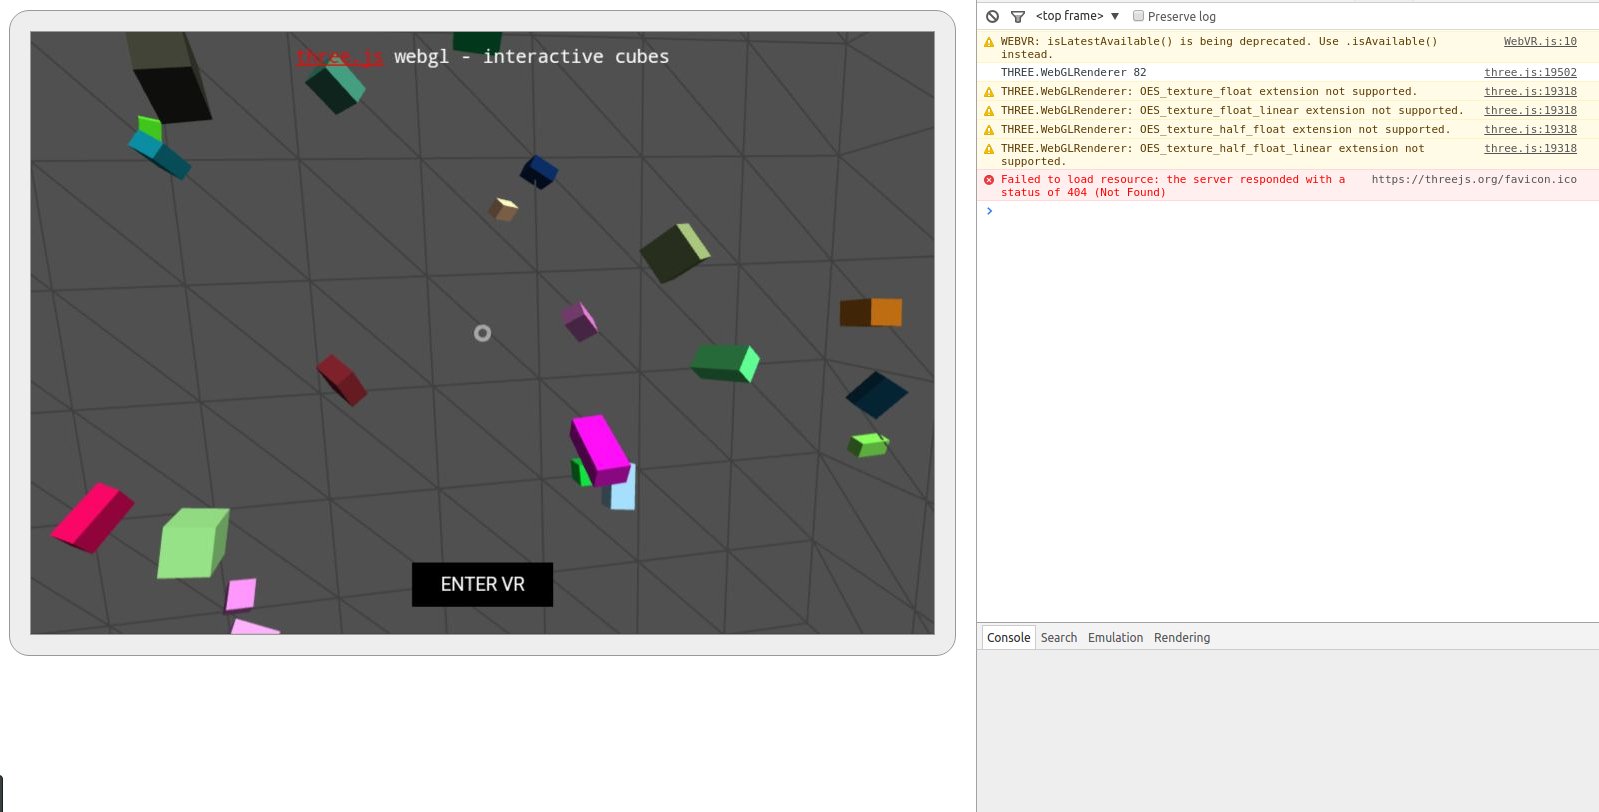 three.js webgl - interactive cubes
ENTER VR
<top frame> ▼ Preserve log
WEBVR: isLatestAvailable() is being deprecated. Use .isAvailable() WebVR.js:10
instead.
THREE.WebGLRenderer 82 three.js:19502
THREE.WebGLRenderer: OES_texture_float extension not supported. three.js:19318
THREE.WebGLRenderer: OES_texture_float_linear extension not supported. three.js:19318
THREE.WebGLRenderer: OES_texture_half_float extension not supported. three.js:19318
THREE.WebGLRenderer: OES_texture_half_float_linear extension not three.js:19318
supported.
Failed to load resource: the server responded with a https://threejs.org/favicon.ico
status of 404 (Not Found)
>
Console Search Emulation Rendering